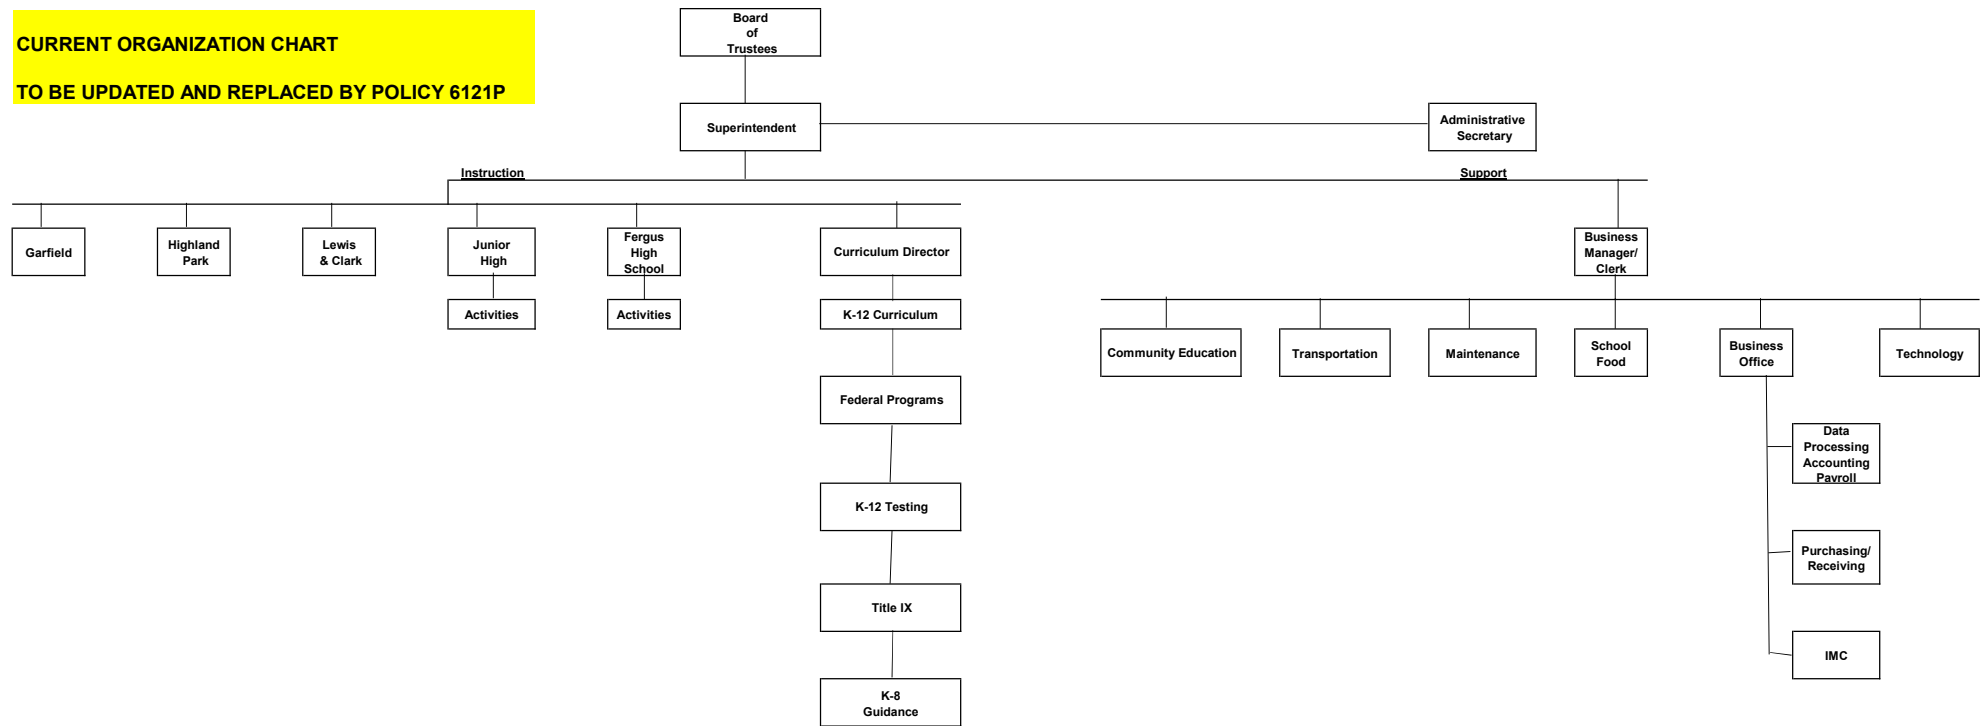 CURRENT ORGANIZATION CHART
TO BE UPDATED AND REPLACED BY POLICY 6121P
Board
of
Trustees
Superintendent
Administrative
Secretary
Instruction
Support
Garfield
Highland
Park
Lewis
& Clark
Junior
High
Fergus
High
School
Curriculum Director
Business
Manager/
Clerk
Activities
Activities
K-12 Curriculum
Community Education
Transportation
Maintenance
School
Food
Business
Office
Technology
Federal Programs
Data
Processing
Accounting
Payroll
K-12 Testing
Purchasing/
Receiving
Title IX
IMC
K-8
Guidance